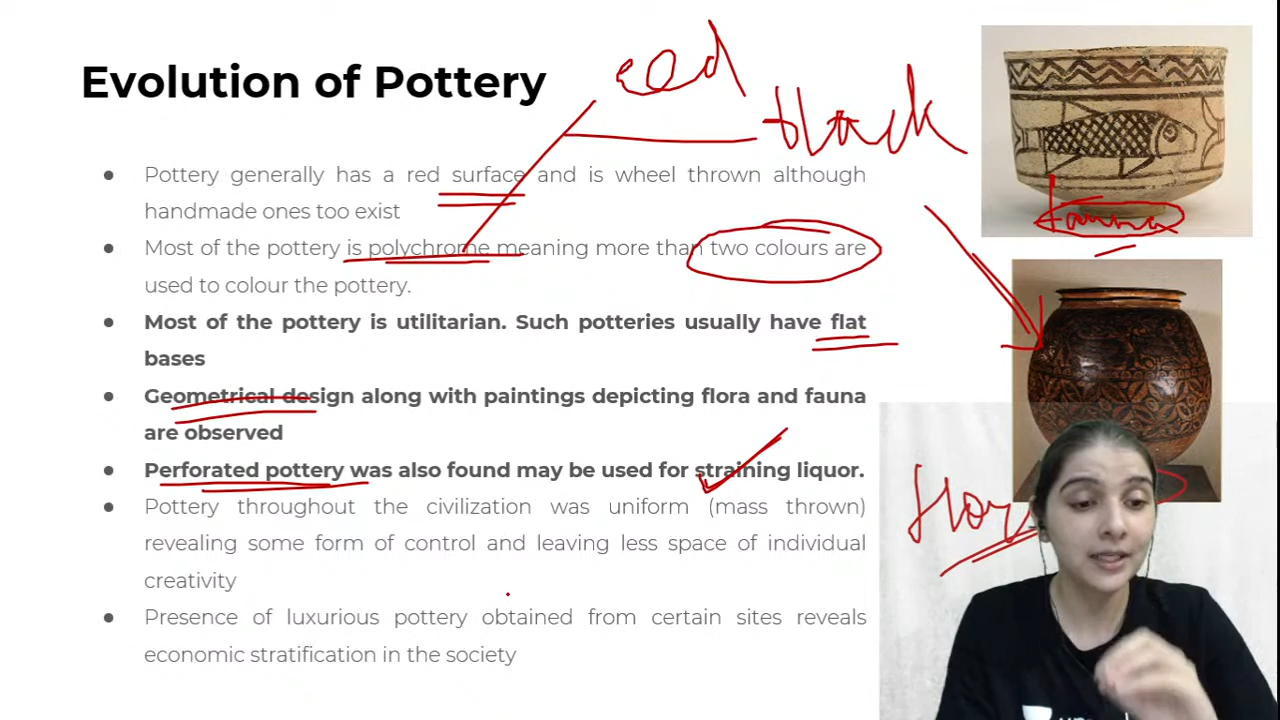 Evolution of Pottery
red
black
● Pottery generally has a red surface and is wheel thrown although
handmade ones too exist
● Most of the pottery is polychrome meaning more than two colours are
used to colour the pottery.
● Most of the pottery is utilitarian. Such potteries usually have flat
bases
● Geometrical design along with paintings depicting flora and fauna
are observed
● Perforated pottery was also found may be used for straining liquor.
● Pottery throughout the civilization was uniform (mass thrown)
revealing some form of control and leaving less space of individual
creativity
● Presence of luxurious pottery obtained from certain sites reveals
economic stratification in the society
fauna